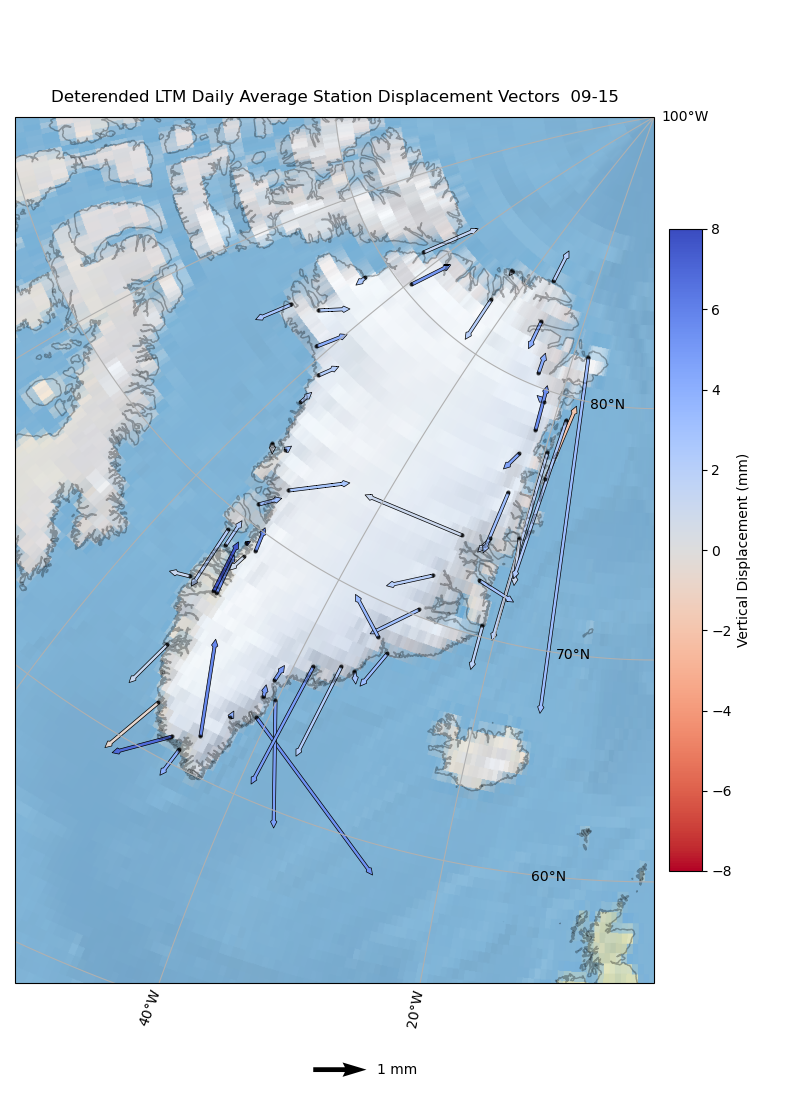 Deterended LTM Daily Average Station Displacement Vectors  09-15
100°W
8
6
4
2
0
−2
−4
−6
−8
Vertical Displacement (mm)
80°N
70°N
60°N
40°W
20°W
1 mm